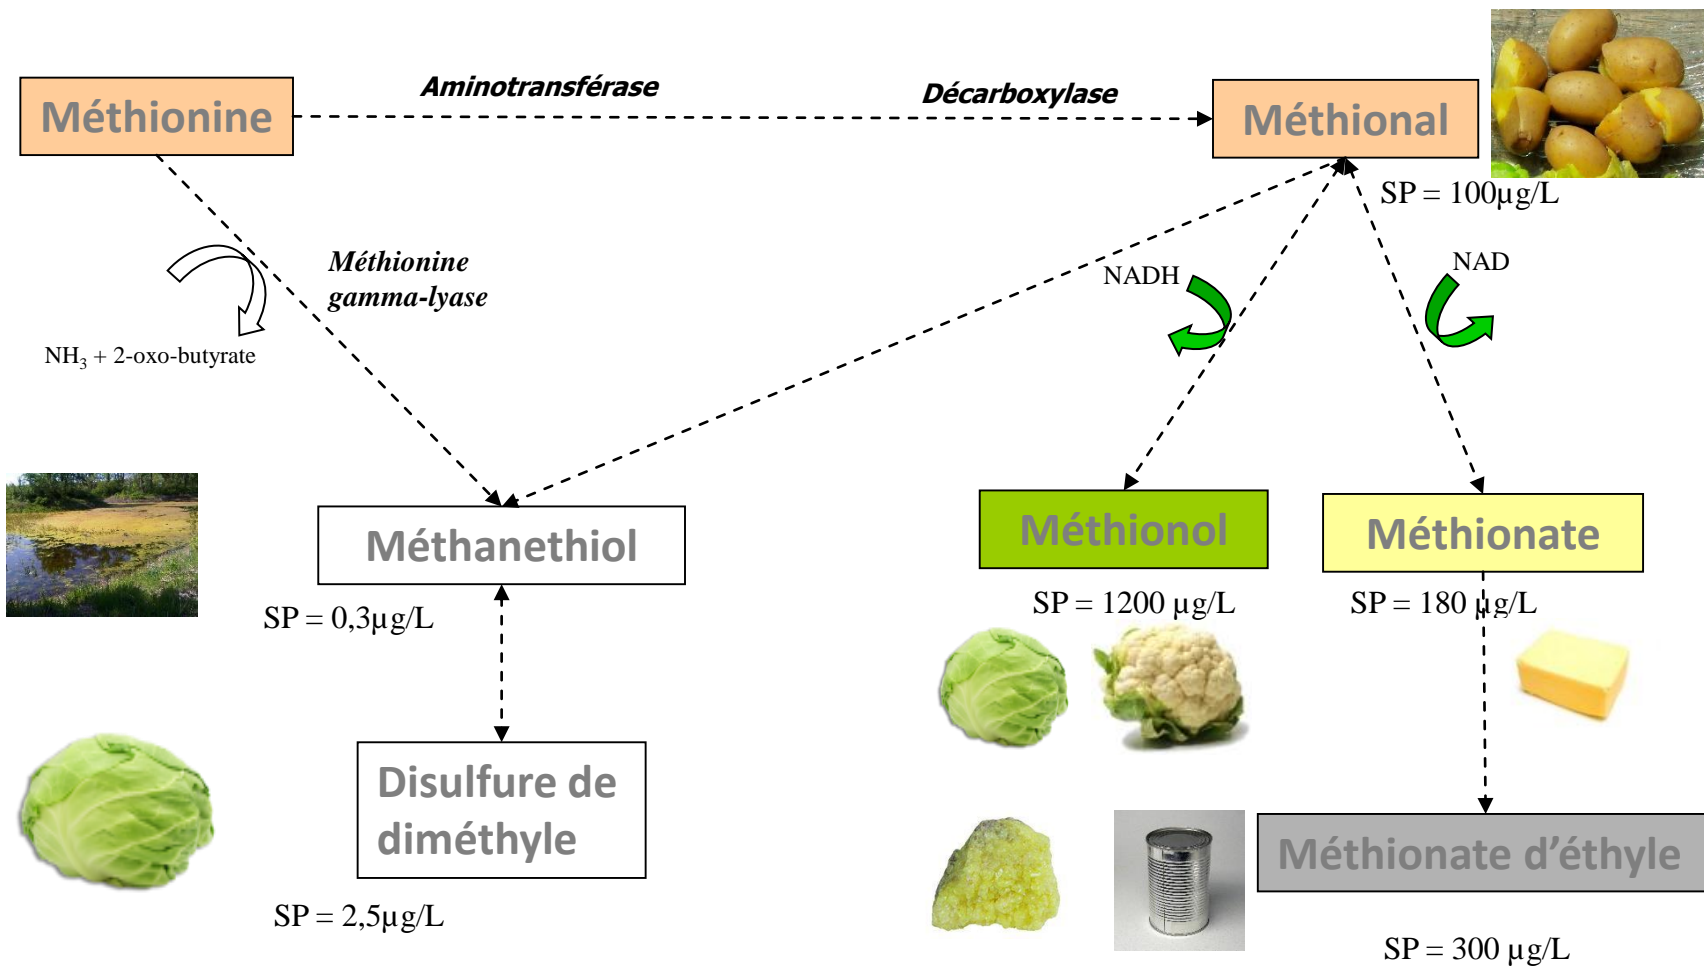 Aminotransférase
Décarboxylase
Méthionine
Méthional
SP = 100µg/L
Méthionine
gamma-lyase
NADH
NAD
NH3 + 2-oxo-butyrate
Méthanethiol
Méthionol
Méthionate
SP = 0,3µg/L
SP = 1200 µg/L
SP = 180 µg/L
Disulfure de
diméthyle
Méthionate d’éthyle
SP = 2,5µg/L
SP = 300 µg/L